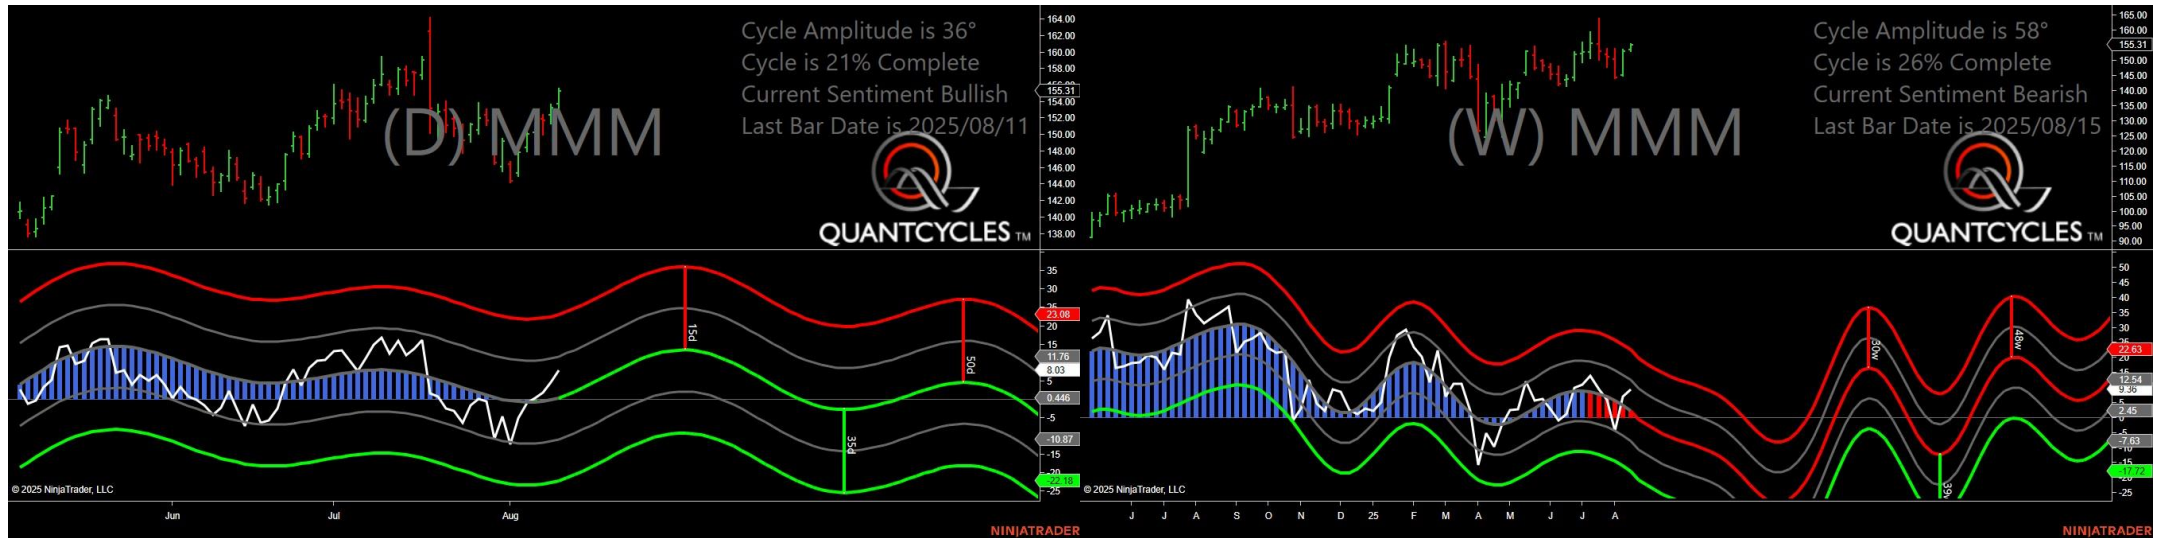 Cycle Amplitude is 36°
Cycle is 21% Complete
Current Sentiment Bullish
Last Bar Date is 2025/08/11
(D) MMM
QUANTCYCLES TM
164.00
162.00
160.00
158.00
155.31
154.00
152.00
150.00
148.00
146.00
144.00
142.00
140.00
138.00
35
30
23.08
20
15
11.76
8.03
5
0.446
-5
-10.87
-15
-20
-22.18
-25
15d
35d
50d
© 2025 NinjaTrader, LLC
Jun
Jul
Aug
NINJATRADER
Cycle Amplitude is 58°
Cycle is 26% Complete
Current Sentiment Bearish
Last Bar Date is 2025/08/15
(W) MMM
QUANTCYCLES TM
165.00
160.00
155.31
150.00
145.00
140.00
135.00
130.00
125.00
120.00
115.00
110.00
105.00
100.00
95.00
90.00
50
45
40
35
30
25
22.63
12.54
9.36
2.45
-7.63
-15
-17.72
-25
30w
48w
© 2025 NinjaTrader, LLC
J
J
A
S
O
N
D
25
F
M
A
M
J
J
A
NINJATRADER